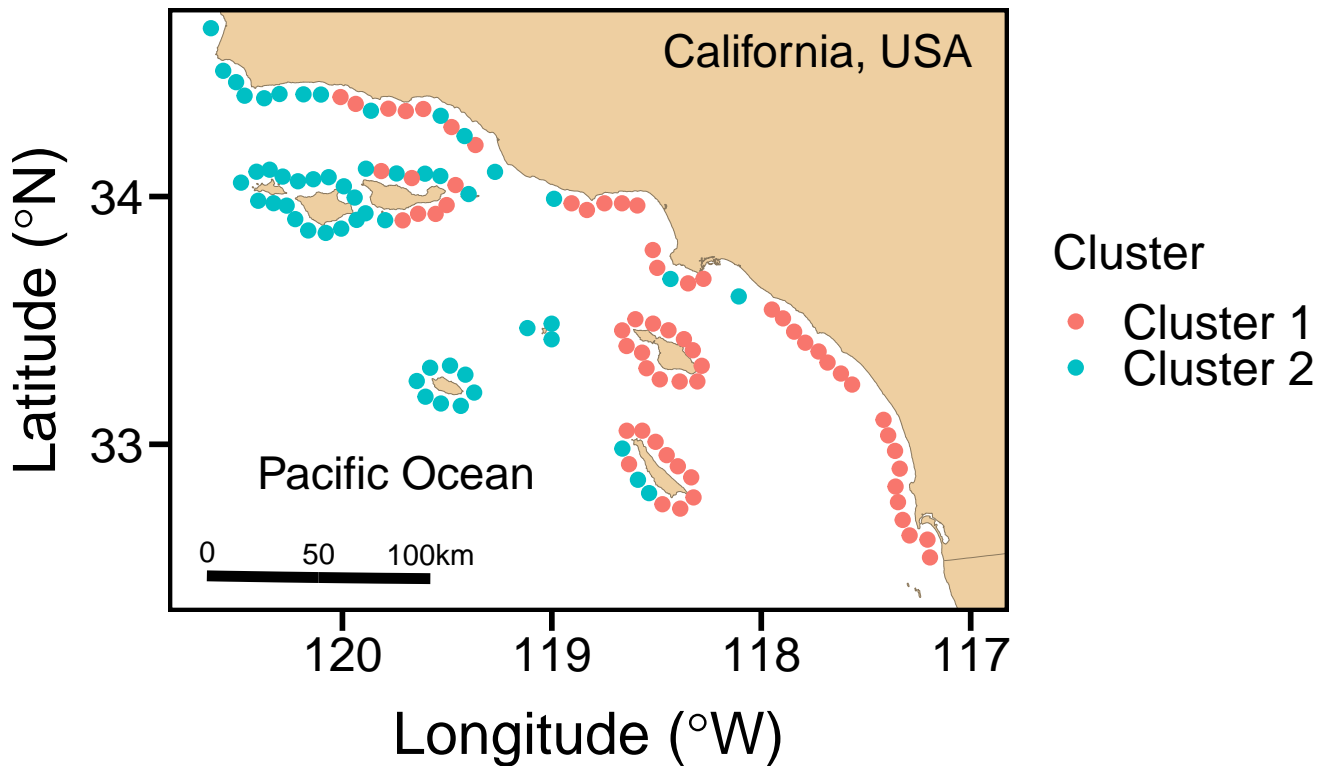 California, USA
34
33
Latitude (°N)
Pacific Ocean
0 50 100km
120 119 118 117
Longitude (°W)
Cluster
Cluster 1
Cluster 2